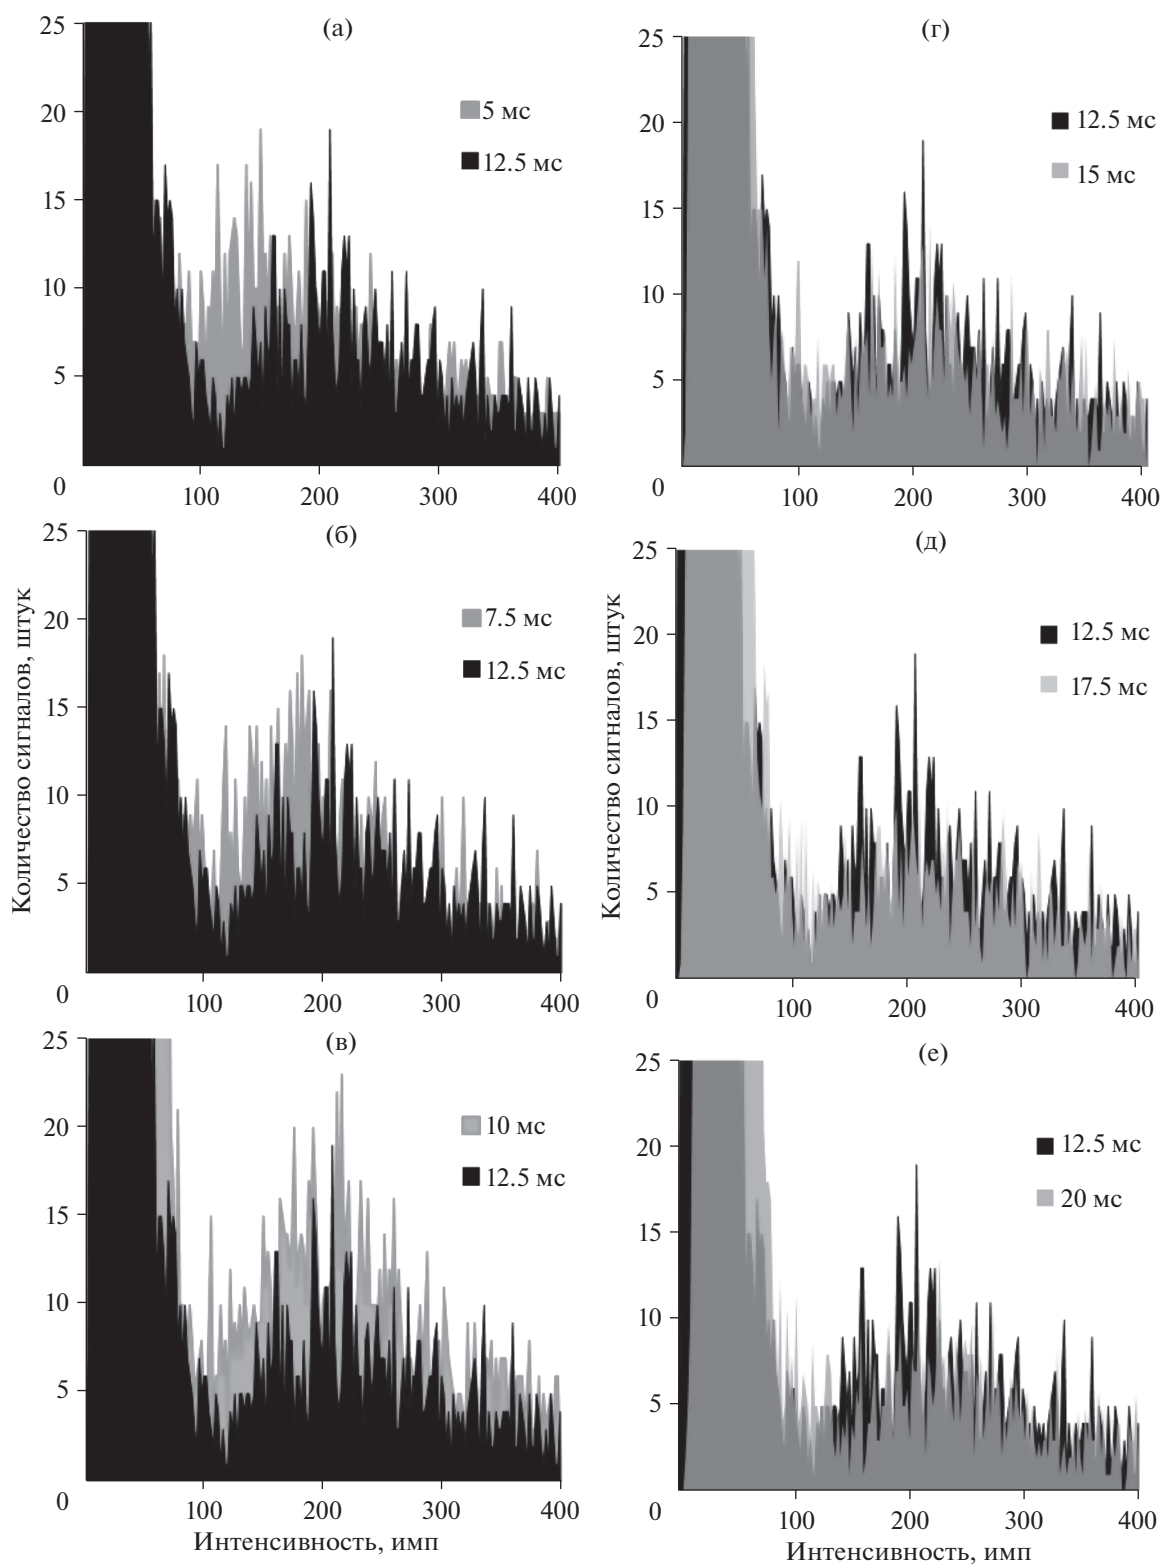 (а)
25
20
15
10
5
0
100 200 300 400
5 мс
12.5 мс
(б)
25
20
15
10
5
0
100 200 300 400
7.5 мс
12.5 мс
Количество сигналов, штук
(в)
25
20
15
10
5
0
100 200 300 400
10 мс
12.5 мс
Интенсивность, имп
(г)
25
20
15
10
5
0
100 200 300 400
12.5 мс
15 мс
(д)
25
20
15
10
5
0
100 200 300 400
12.5 мс
17.5 мс
Количество сигналов, штук
(е)
25
20
15
10
5
0
100 200 300 400
12.5 мс
20 мс
Интенсивность, имп